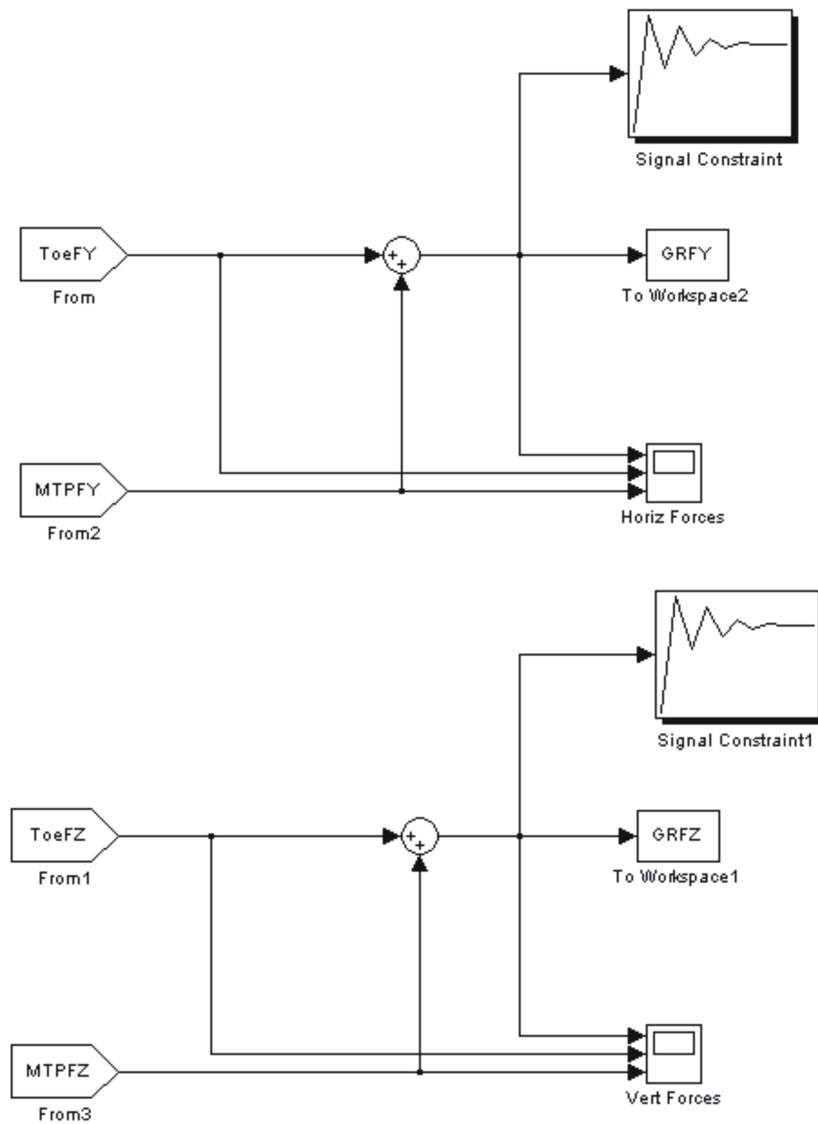 Signal Constraint
ToeFY
From
+
+
GRFY
To Workspace2
MTPFY
From2
Horiz Forces
Signal Constraint1
ToeFZ
From1
+
+
GRFZ
To Workspace1
MTPFZ
From3
Vert Forces